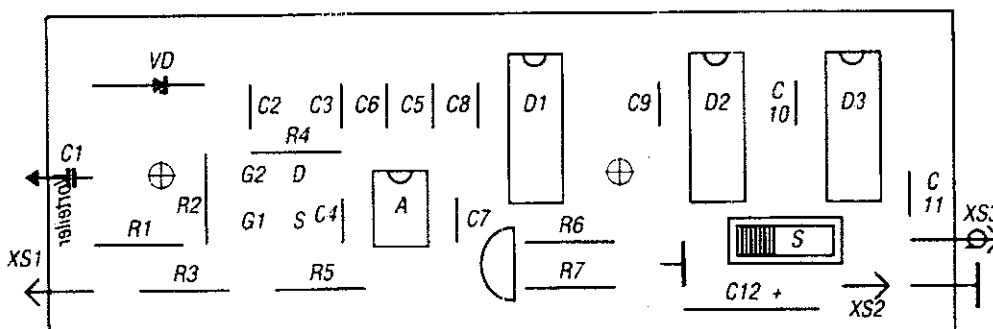 VD
C2 C3 C6 C5 C8 D1 C9 D2 C 10 D3
R4
C1
G2 D
R2 G1 S C4 A C7 C 11
R1 R6 S XS3
XS1
R3 R5 R7
C12 + XS2